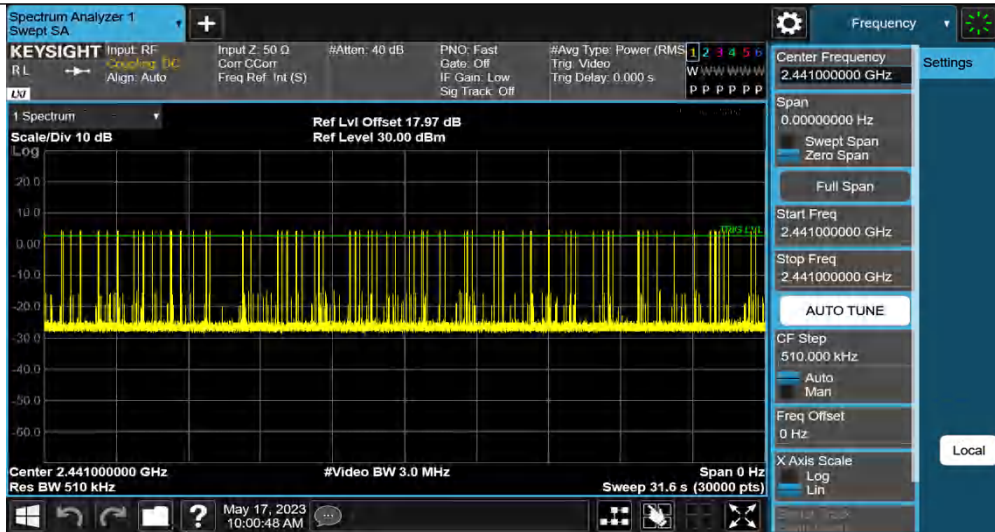 Spectrum Analyzer 1
Swept SA
+
Frequency
KEYSIGHT
RL
LXI
Input: RF
Coupling: DC
Align: Auto
Input Z: 50 Ω
Corr CCorr
Freq Ref: Int (S)
#Atten: 40 dB
PNO: Fast
Gate: Off
IF Gain: Low
Sig Track: Off
#Avg Type: Power (RMS
Trig: Video
Trig Delay: 0.000 s
1 2 3 4 5 6
W W W W W W
P P P P P P
1 Spectrum
Scale/Div 10 dB
Log
Ref Lvl Offset 17.97 dB
Ref Level 30.00 dBm
20.0
10.0
0.00
-10.0
-20.0
-30.0
-50.0
-60.0
TRIG LVL
Center 2.441000000 GHz
Res BW 510 kHz
#Video BW 3.0 MHz
Span 0 Hz
Sweep 31.6 s (30000 pts)
?
May 17, 2023
10:00:48 AM
Center Frequency
2.441000000 GHz
Span
0.00000000 Hz
Swept Span
Zero Span
Full Span
Start Freq
2.441000000 GHz
Stop Freq
2.441000000 GHz
AUTO TUNE
CF Step
510.000 kHz
Auto
Man
Freq Offset
0 Hz
X Axis Scale
Log
Lin
Settings
Local